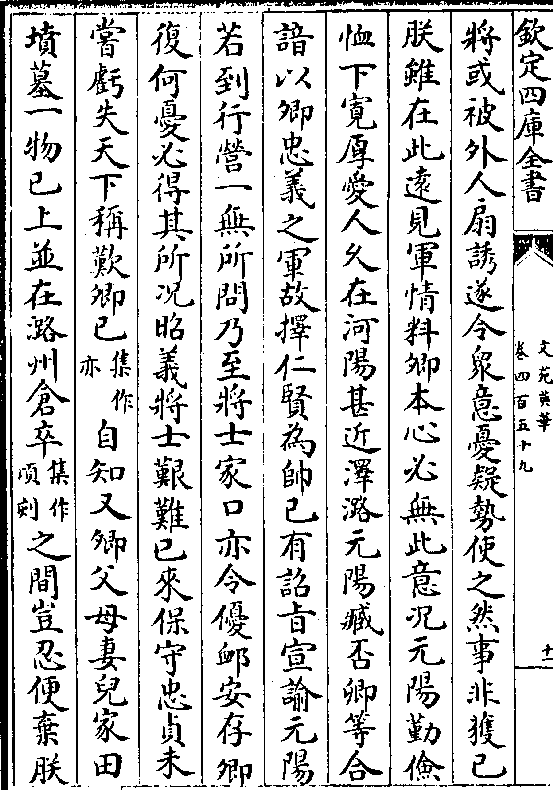 欽定四庫全書
文苑英華
卷四百五十九
十一
將或被外人扇誘遂令衆意憂疑勢使之然事非獲已
朕雖在此遠見軍情料卿本心必無此意况元陽勤儉
恤下寛厚愛人久在河陽甚近澤潞元陽臧否卿等合
諳以卿忠義之軍故擇仁賢為帥已有詔旨宣諭元陽
若到行營一無所問乃至將士家口亦令優䘏安存卿
復何憂必得其所况昭義將士艱難已來保守忠貞未
嘗虧失天下稱歎卿已集作亦自知又卿父母妻兒家田
墳墓一物已上並在潞州倉卒集作頃刻之間豈忍便棄朕